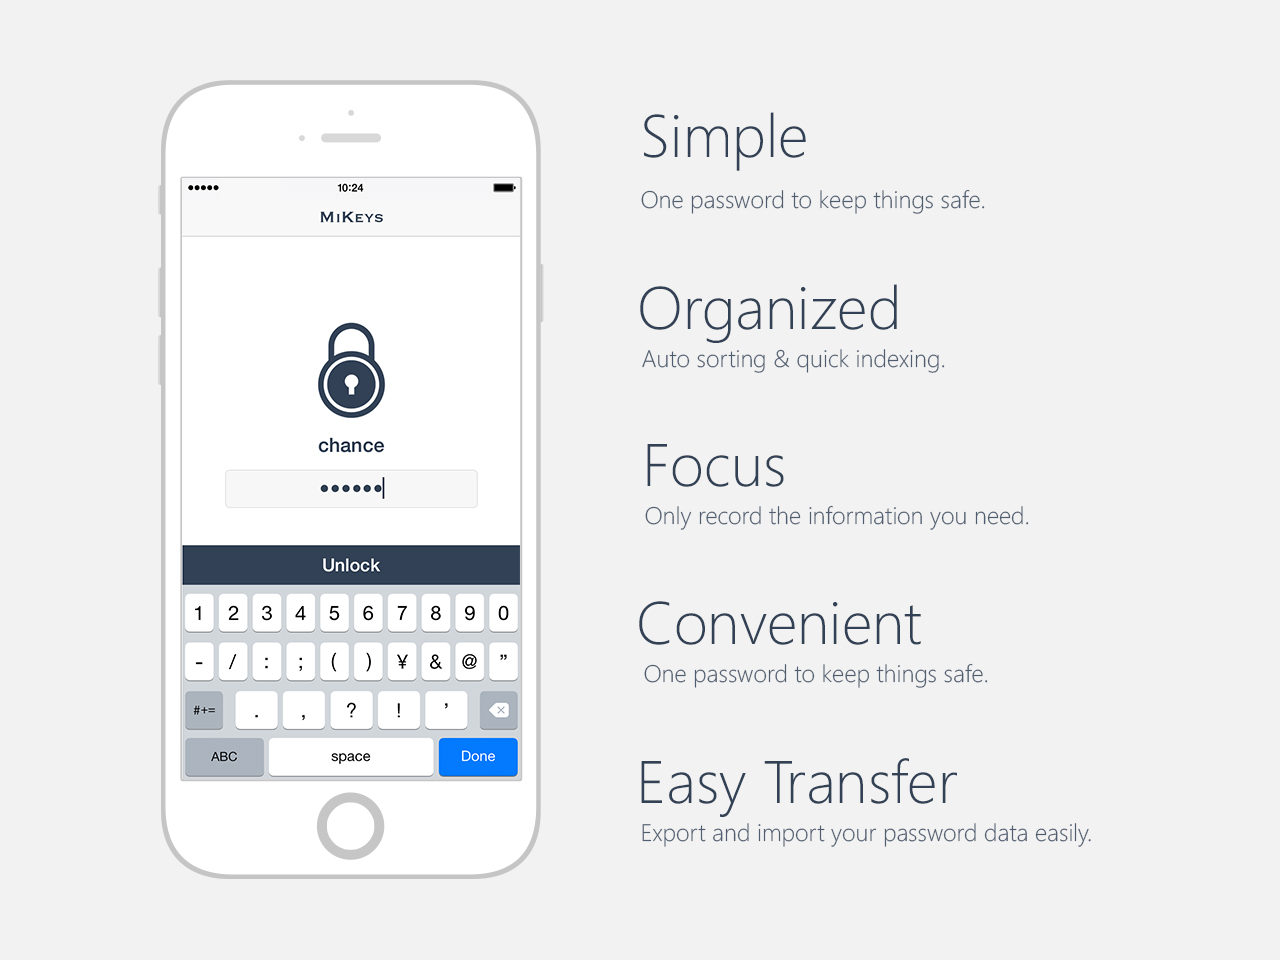 10:24
MIKEYS
chance
Unlock
1 2 3 4 5 6 7 8 9 0
- / : ; ( ) ¥ & @ ”
#+= . , ? ! ’
ABC space Done
Simple
One password to keep things safe.
Organized
Auto sorting & quick indexing.
Focus
Only record the information you need.
Convenient
One password to keep things safe.
Easy Transfer
Export and import your password data easily.